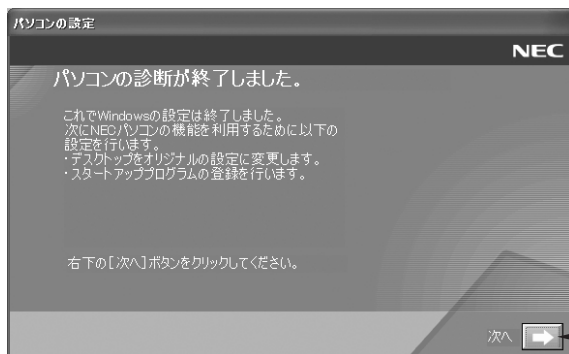 パソコンの設定
NEC
パソコンの診断が終了しました。
これでWindowsの設定は終了しました。
次にNECパソコンの機能を利用するために以下の
設定を行います。
・デスクトップをオリジナルの設定に変更します。
・スタートアッププログラムの登録を行います。
右下の[次へ]ボタンをクリックしてください。
次へ